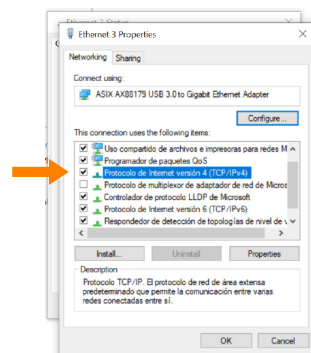 Ethernet 3 Status
Ethernet 3 Properties
Networking Sharing
Connect using:
ASIX AX88179 USB 3.0 to Gigabit Ethernet Adapter
Configure...
This connection uses the following items:
Uso compartido de archivos e impresoras para redes M
Programador de paquetes QoS
Protocolo de Internet versión 4 (TCP/IPv4)
Protocolo de multiplexor de adaptador de red de Micros
Controlador de protocolo LLDP de Microsoft
Protocolo de Internet versión 6 (TCP/IPv6)
Respondedor de detección de topologías de nivel de v
Install... Uninstall Properties
Description
Protocolo TCP/IP. El protocolo de red de área extensa
predeterminado que permite la comunicación entre varias
redes conectadas entre sí.
OK Cancel